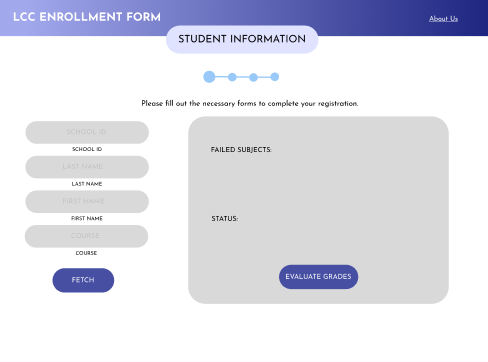 LCC ENROLLMENT FORM
About Us
STUDENT INFORMATION
Please fill out the necessary forms to complete your registration.
SCHOOL ID
SCHOOL ID
LAST NAME
LAST NAME
FIRST NAME
FIRST NAME
COURSE
COURSE
FETCH
FAILED SUBJECTS:
STATUS:
EVALUATE GRADES